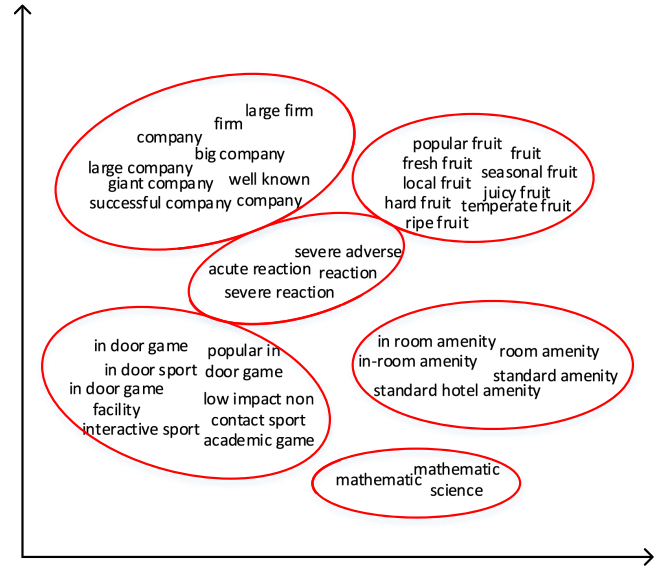 large firm
firm
company
big company
large company
giant company
well known
company
successful company
popular fruit
fruit
fresh fruit
seasonal fruit
local fruit
juicy fruit
hard fruit
temperate fruit
ripe fruit
severe adverse
reaction
acute reaction
severe reaction
in door game
popular in
door game
in door sport
in door game
facility
low impact non
contact sport
interactive sport
academic game
in room amenity
room amenity
in-room amenity
standard amenity
standard hotel amenity
mathematic
mathematic
science